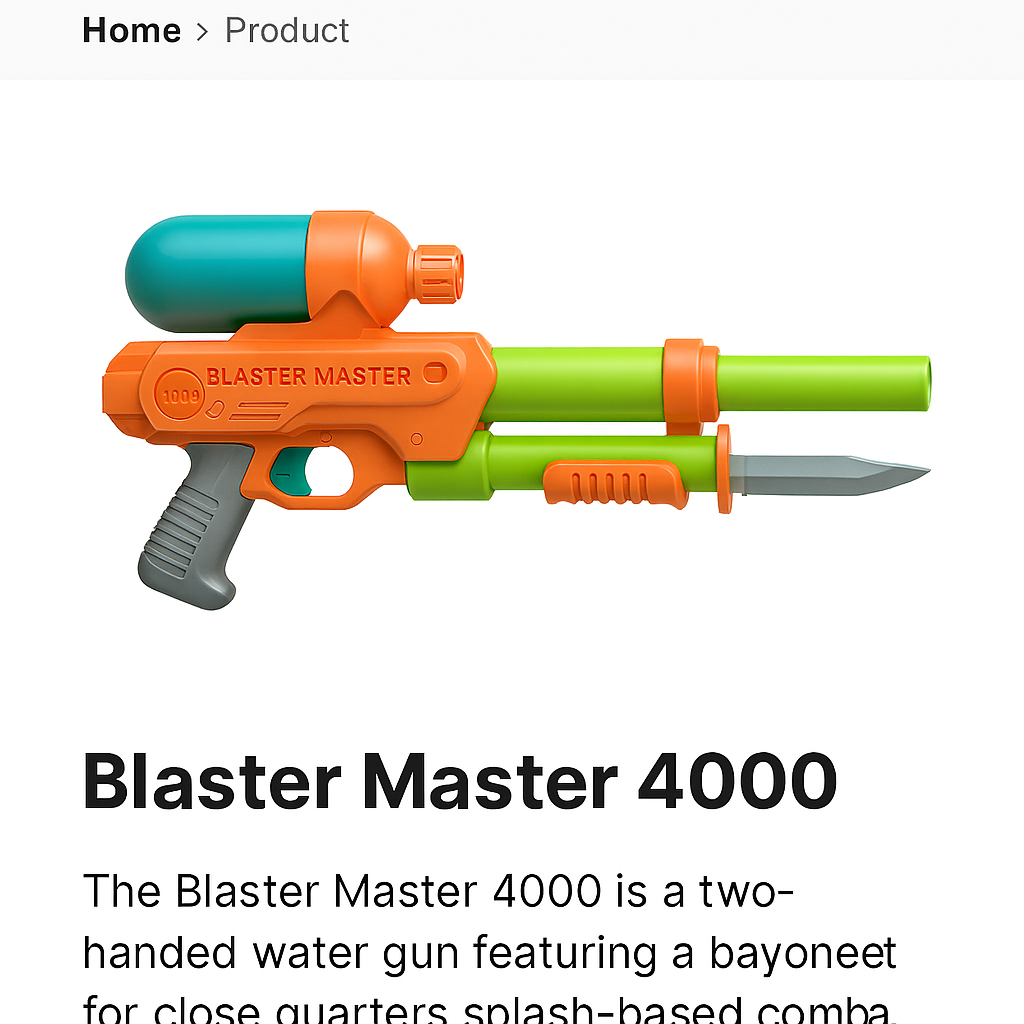 Home > Product
BLASTER MASTER
1009
Blaster Master 4000
The Blaster Master 4000 is a two-
handed water gun featuring a bayoneet
for close quarters splash-based comba